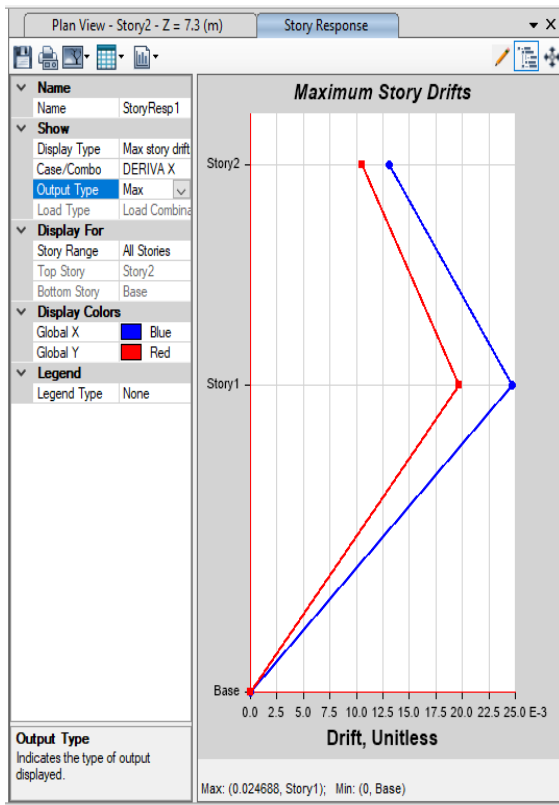 Plan View - Story2 - Z = 7.3 (m)
Story Response
X
Name
Name StoryResp1
Show
Display Type Max story drift
Case/Combo DERIVA X
Output Type Max
Load Type Load Combina
Display For
Story Range All Stories
Top Story Story2
Bottom Story Base
Display Colors
Global X Blue
Global Y Red
Legend
Legend Type None
Output Type
Indicates the type of output
displayed.
Maximum Story Drifts
Story2
Story1
Base
0.0 2.5 5.0 7.5 10.0 12.5 15.0 17.5 20.0 22.5 25.0 E-3
Drift, Unitless
Max: (0.024688, Story1); Min: (0, Base)